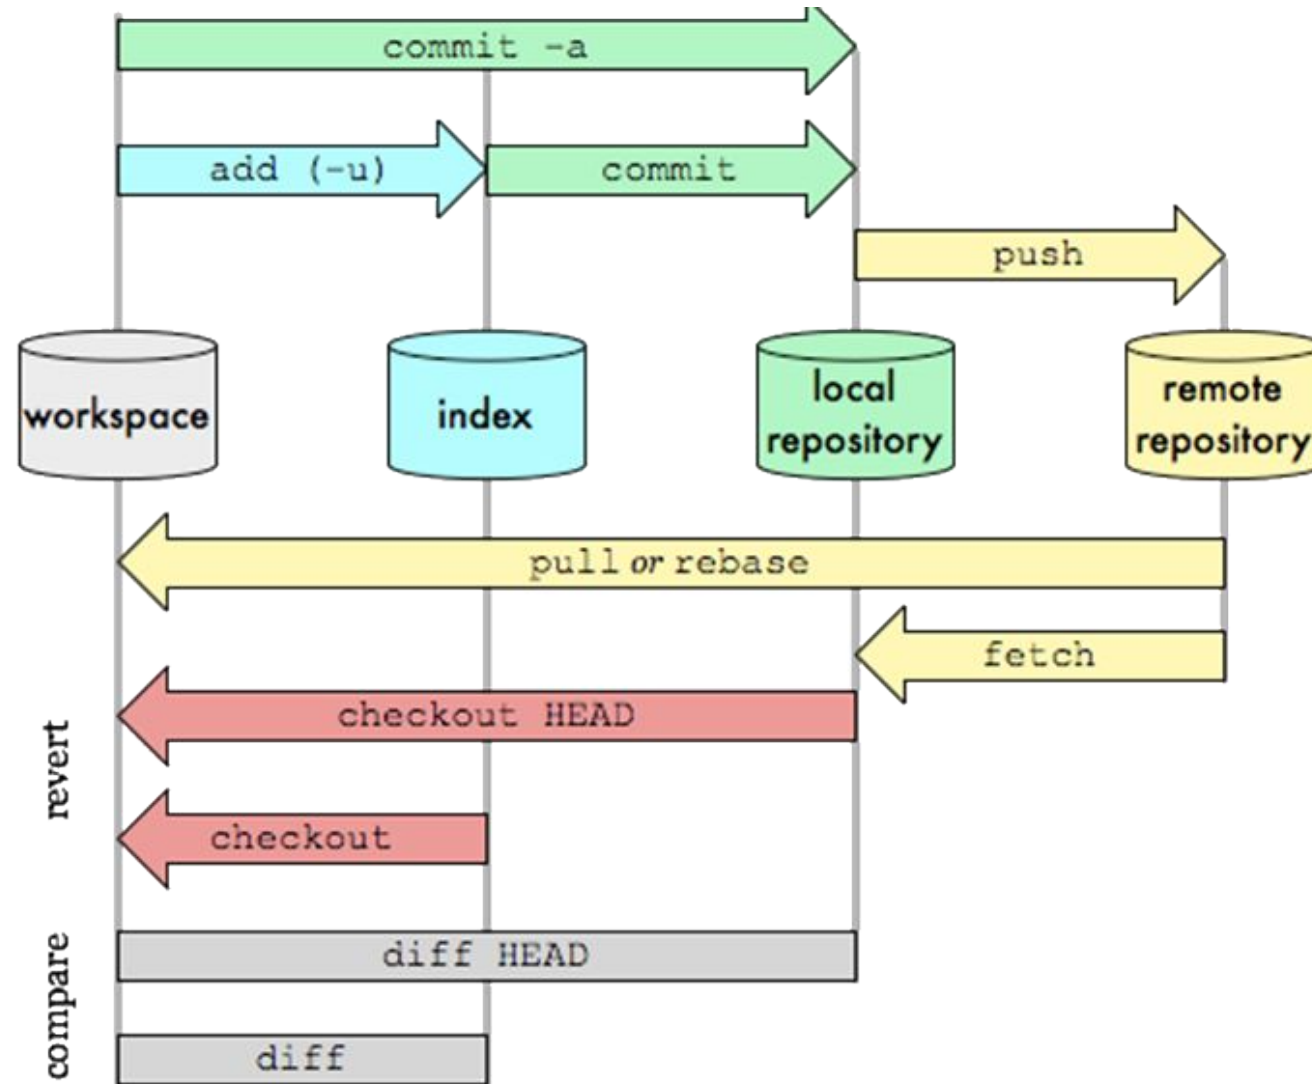 commit -a
add (-u)
commit
push
workspace
index
local
repository
remote
repository
pull or rebase
fetch
revert
checkout HEAD
checkout
compare
diff HEAD
diff